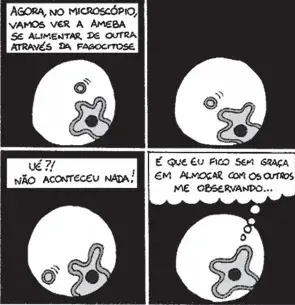 AGORA, NO MICROSCÓPIO,
VAMOS VER A AMEBA
SE ALIMENTAR DE OUTRA
ATRAVÉS DA FAGOCITOSE
UÉ?!
NÃO ACONTECEU NADA!
É QUE EU FICO SEM GRAÇA
EM ALMOÇAR COM OS OUTROS
ME OBSERVANDO...